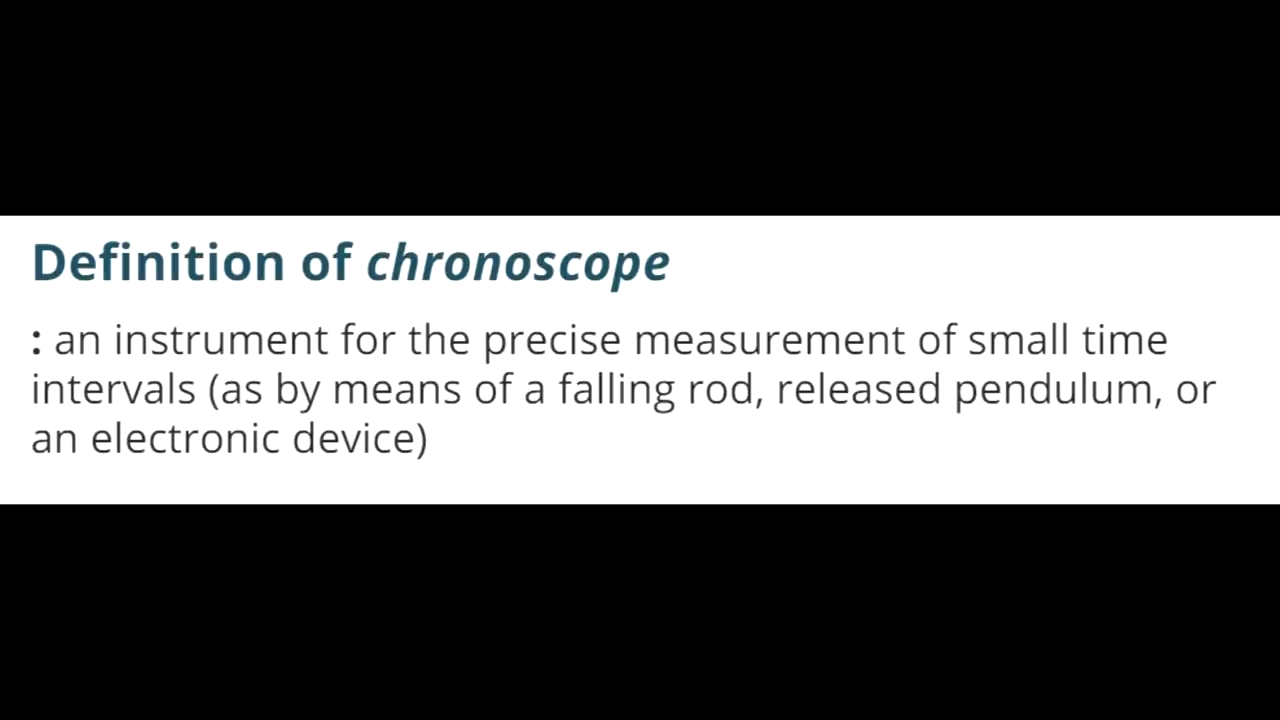 Definition of chronoscope
: an instrument for the precise measurement of small time
intervals (as by means of a falling rod, released pendulum, or
an electronic device)